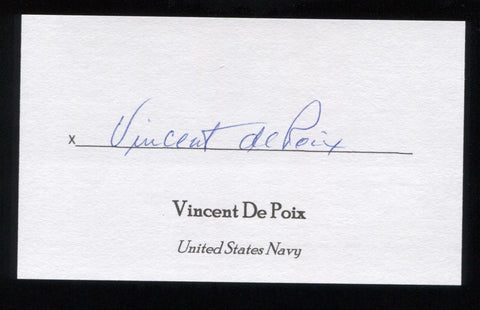 x Vincent de Poix
Vincent De Poix
United States Navy